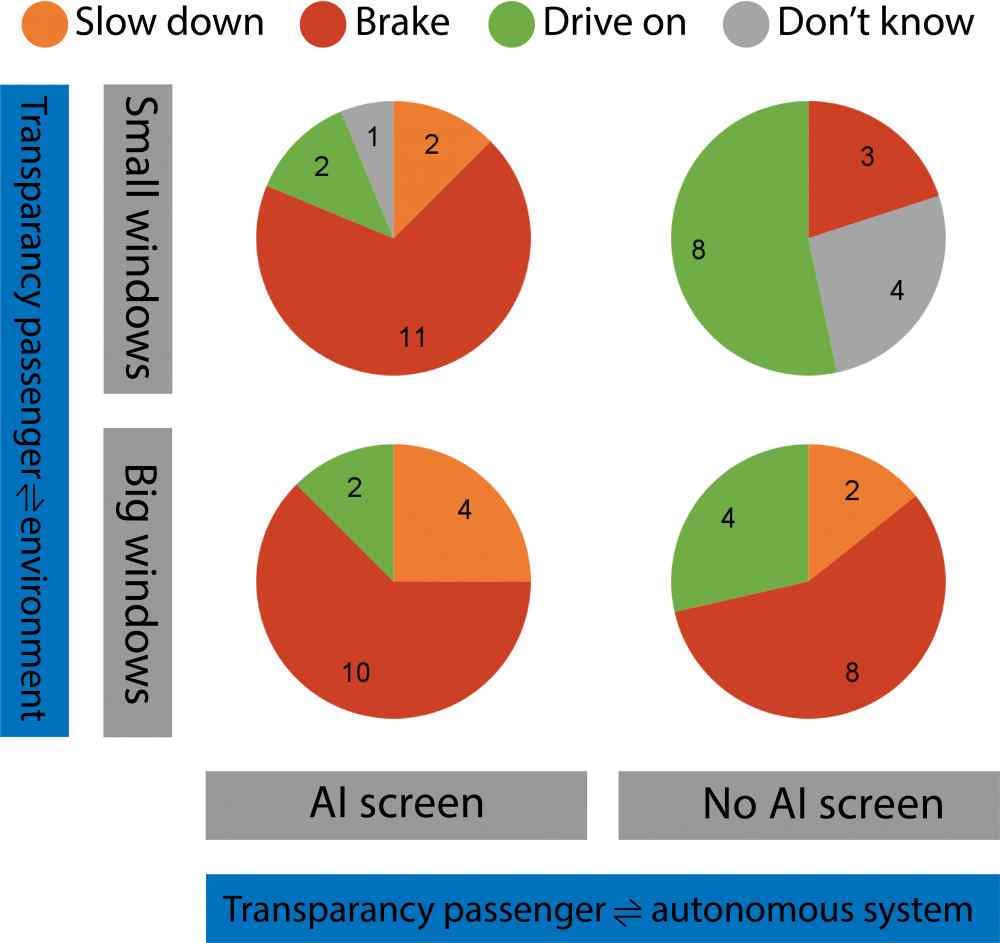 Slow down Brake Drive on Don't know
Transparancy passenger ⇌ environment
Small windows
1 2
2
11
3
8
4
Big windows
2
4
10
2
4
8
AI screen No AI screen
Transparancy passenger ⇌ autonomous system